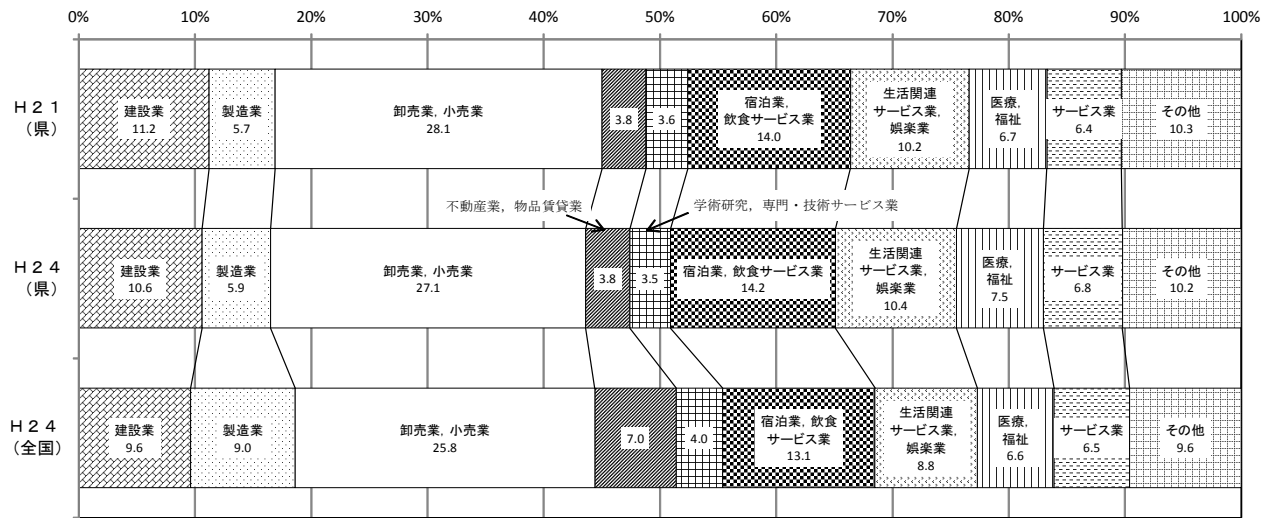 0% 10% 20% 30% 40% 50% 60% 70% 80% 90% 100%
Ｈ２１
（県）
建設業
11.2
製造業
5.7
卸売業，小売業
28.1
3.8
3.6
宿泊業，
飲食サービス業
14.0
生活関連
サービス業，
娯楽業
10.2
医療，
福祉
6.7
サービス業
6.4
その他
10.3
不動産業，物品賃貸業
学術研究，専門・技術サービス業
Ｈ２４
（県）
建設業
10.6
製造業
5.9
卸売業，小売業
27.1
3.8
3.5
宿泊業，飲食サービス業
14.2
生活関連
サービス業，
娯楽業
10.4
医療，
福祉
7.5
サービス業
6.8
その他
10.2
Ｈ２４
（全国）
建設業
9.6
製造業
9.0
卸売業，小売業
25.8
7.0
4.0
宿泊業，飲食
サービス業
13.1
生活関連
サービス業，
娯楽業
8.8
医療，
福祉
6.6
サービス業
6.5
その他
9.6